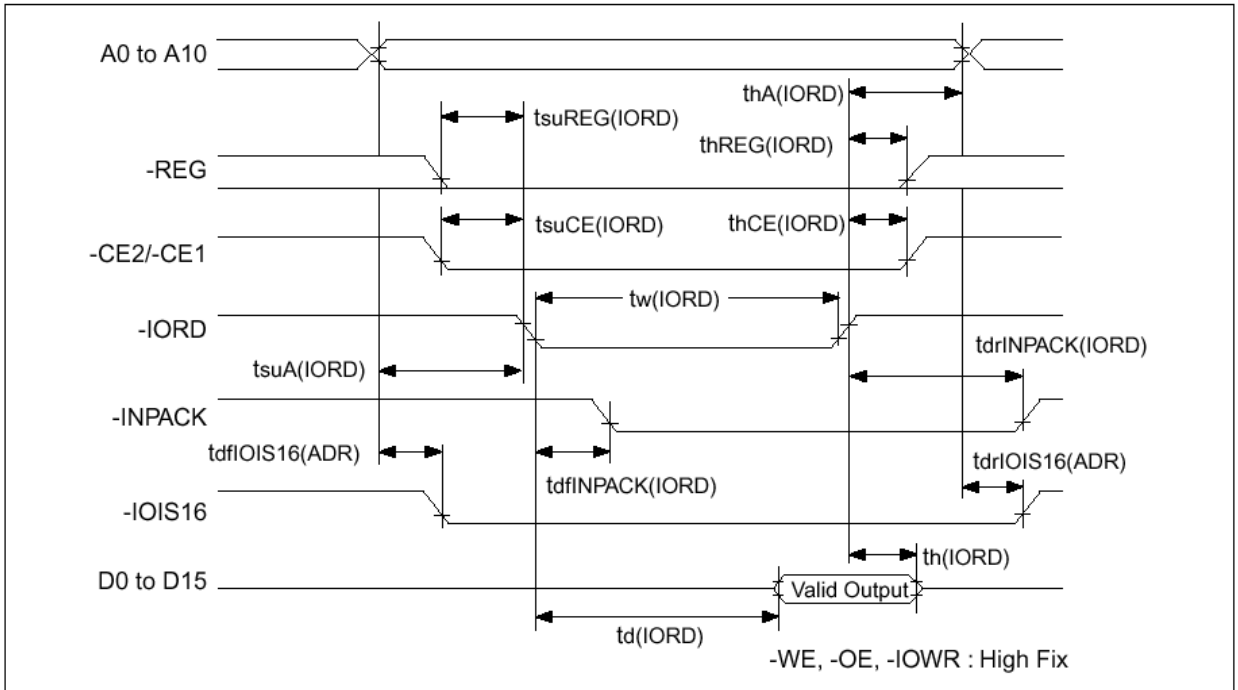 A0 to A10
thA(IORD)
tsuREG(IORD)
thREG(IORD)
-REG
tsuCE(IORD)
thCE(IORD)
-CE2/-CE1
tw(IORD)
-IORD
tdrINPACK(IORD)
tsuA(IORD)
-INPACK
tdfIOIS16(ADR)
tdrIOIS16(ADR)
tdfINPACK(IORD)
-IOIS16
th(IORD)
D0 to D15
Valid Output
td(IORD)
-WE, -OE, -IOWR : High Fix